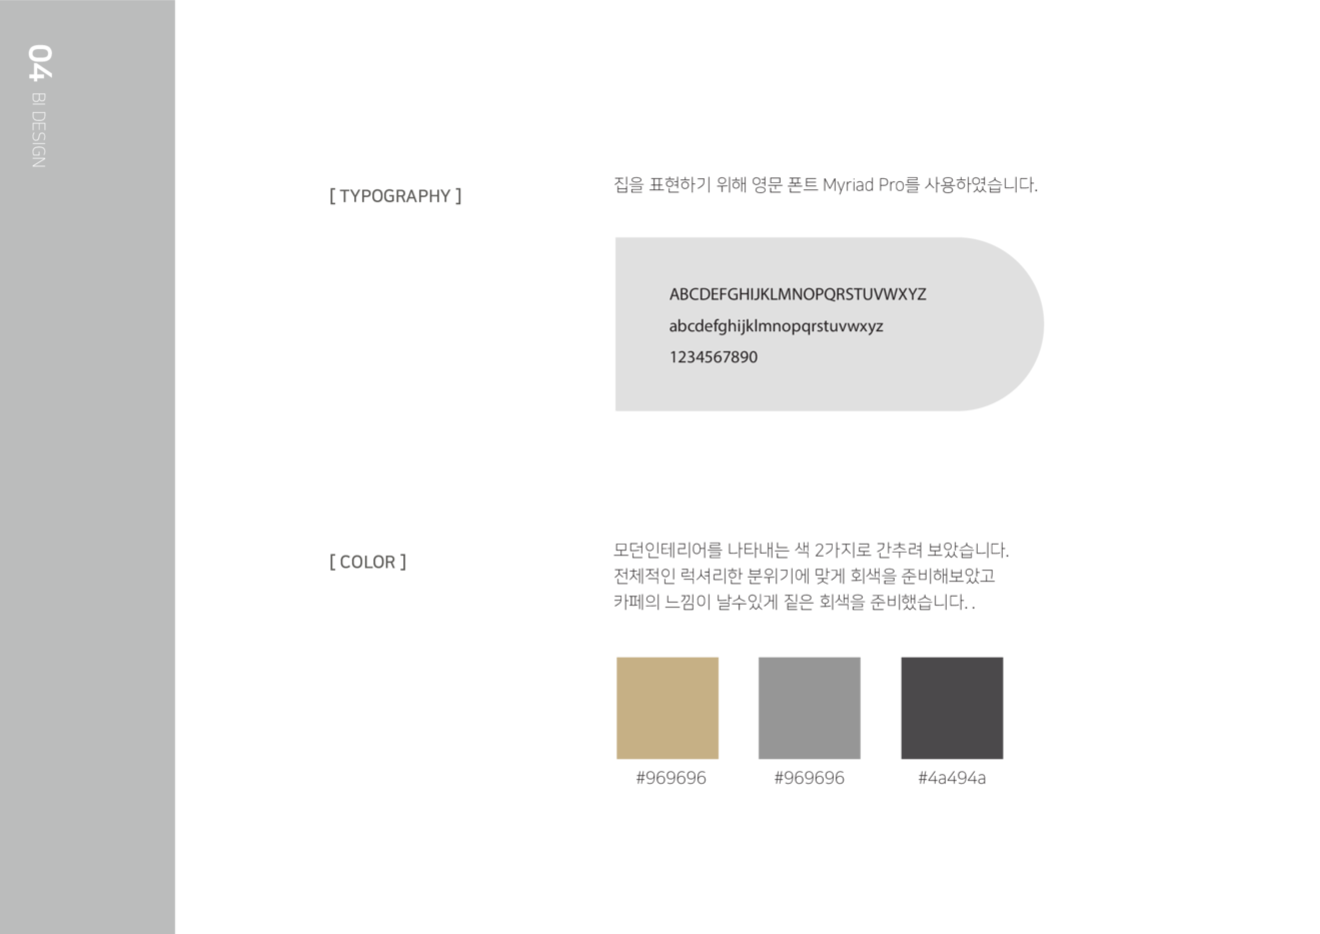 04 BI DESIGN
[ TYPOGRAPHY ]
집을 표현하기 위해 영문 폰트 Myriad Pro를 사용하였습니다.
ABCDEFGHIJKLMNOPQRSTUVWXYZ
abcdefghijklmnopqrstuvwxyz
1234567890
[ COLOR ]
모던인테리어를 나타내는 색 2가지로 간추려 보았습니다.
전체적인 럭셔리한 분위기에 맞게 회색을 준비해보았고
카페의 느낌이 날수있게 짙은 회색을 준비했습니다. .
#969696
#969696
#4a494a